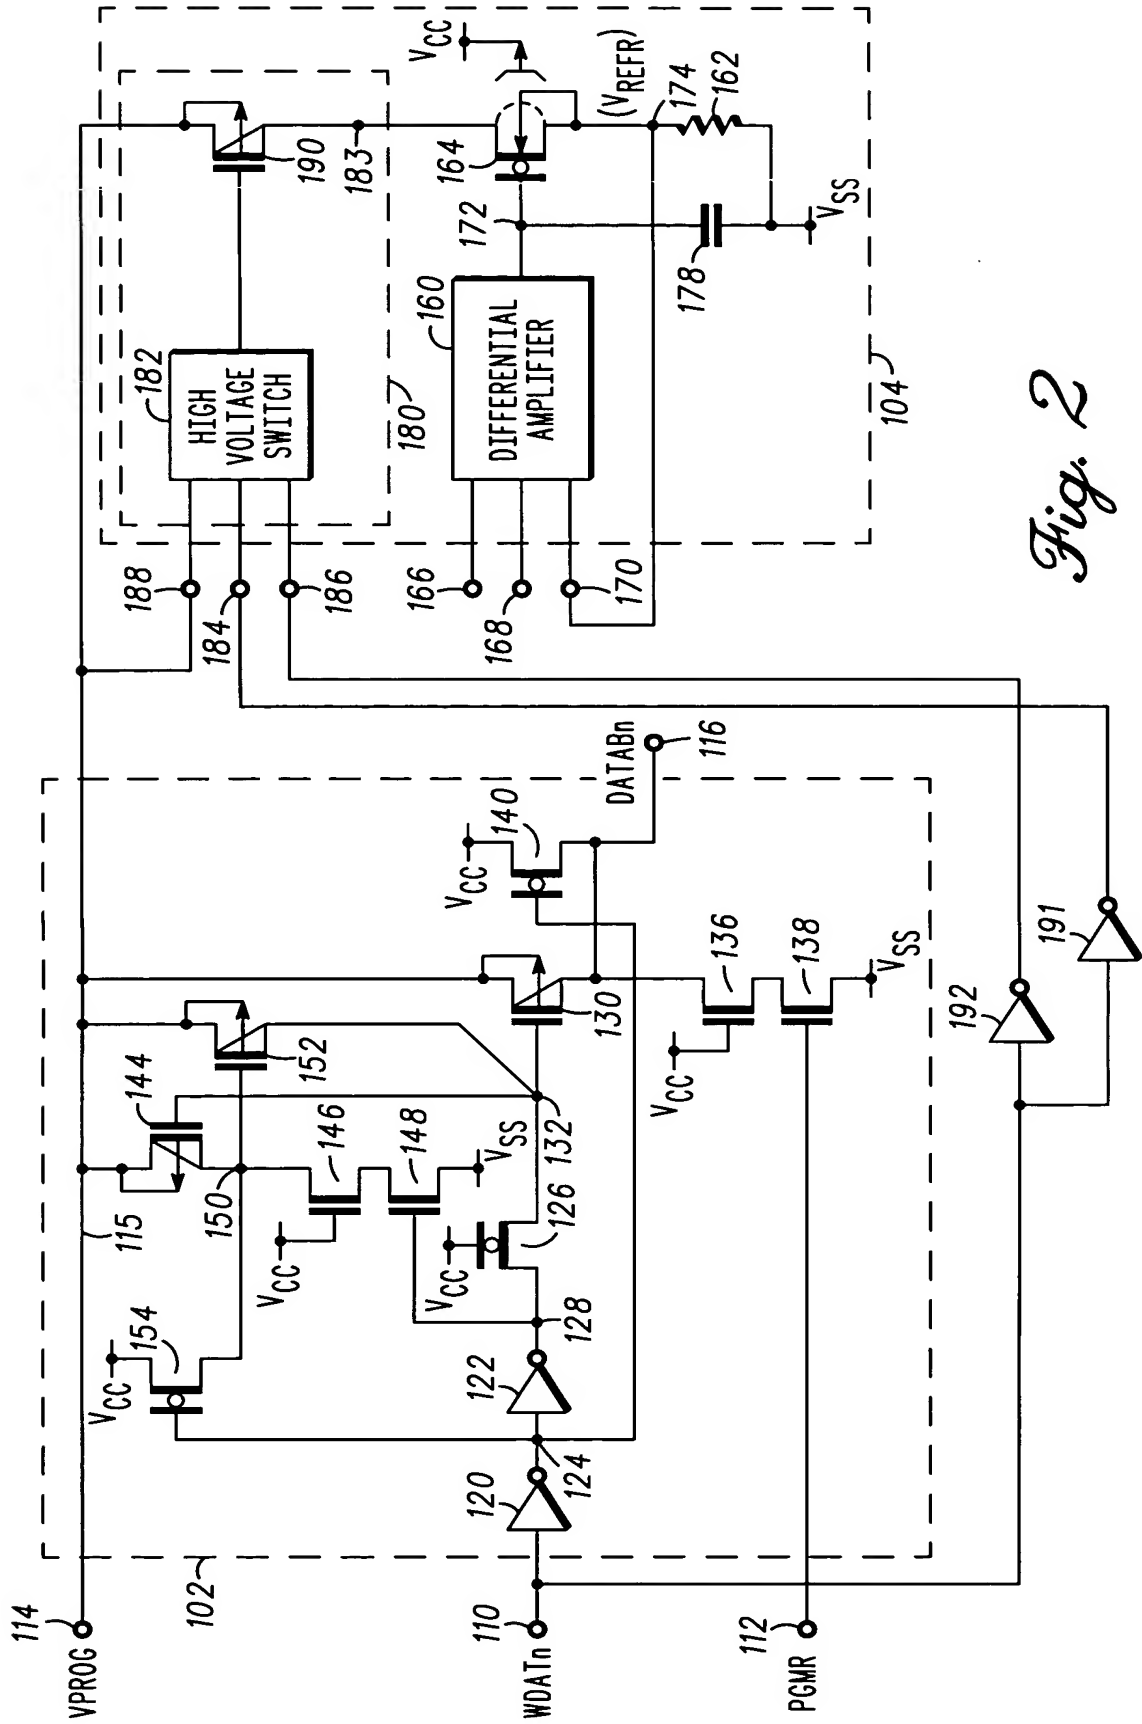 114
VPROG
102
110
WDATn
112
PGMR
115
VCC
154
120
124
122
128
VCC
126
132
150
144
VCC
146
148
VSS
152
130
VCC
136
138
VSS
VCC
140
DATABn
116
192
191
188
184
186
166
168
170
182
HIGH
VOLTAGE
SWITCH
180
190
183
160
DIFFERENTIAL
AMPLIFIER
172
164
VCC
(VREFR)
174
162
178
VSS
104
Fig. 2